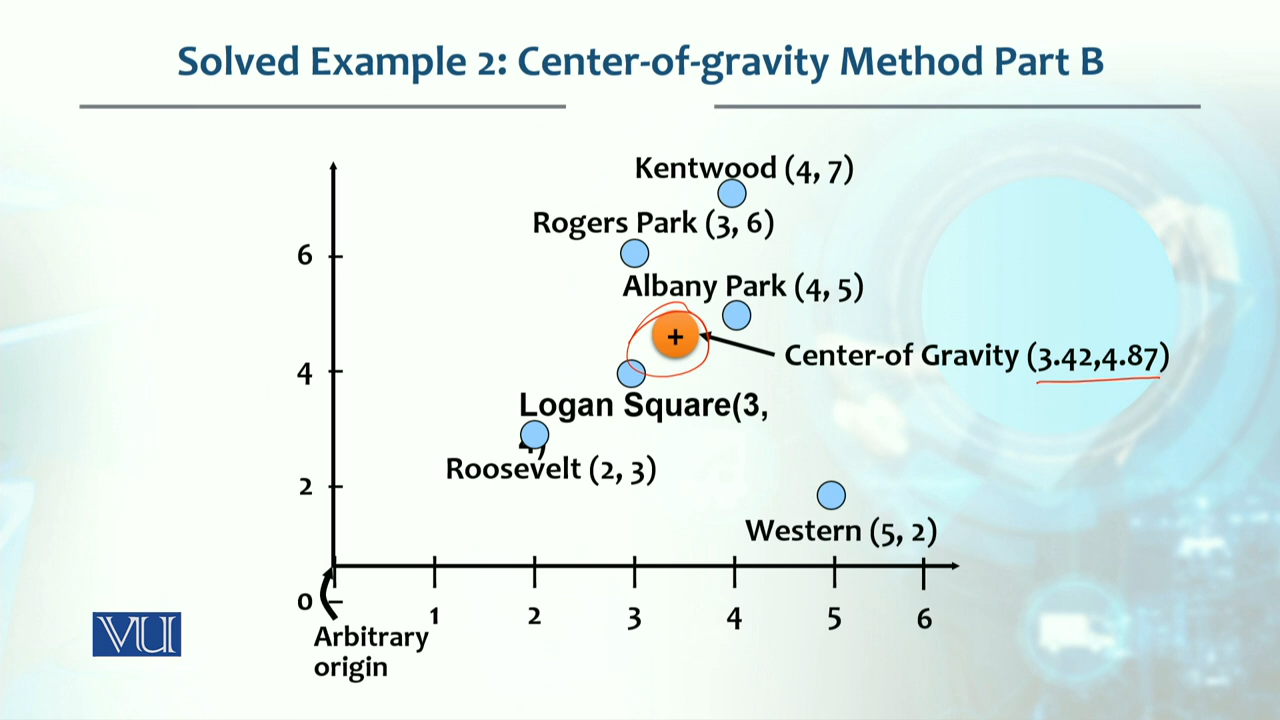 Solved Example 2: Center-of-gravity Method Part B
Kentwood (4, 7)
Rogers Park (3, 6)
6
Albany Park (4, 5)
+
Center-of Gravity (3.42,4.87)
4
Logan Square(3,
4)
Roosevelt (2, 3)
2
Western (5, 2)
0
1
2
3
4
5
6
VU
Arbitrary
origin